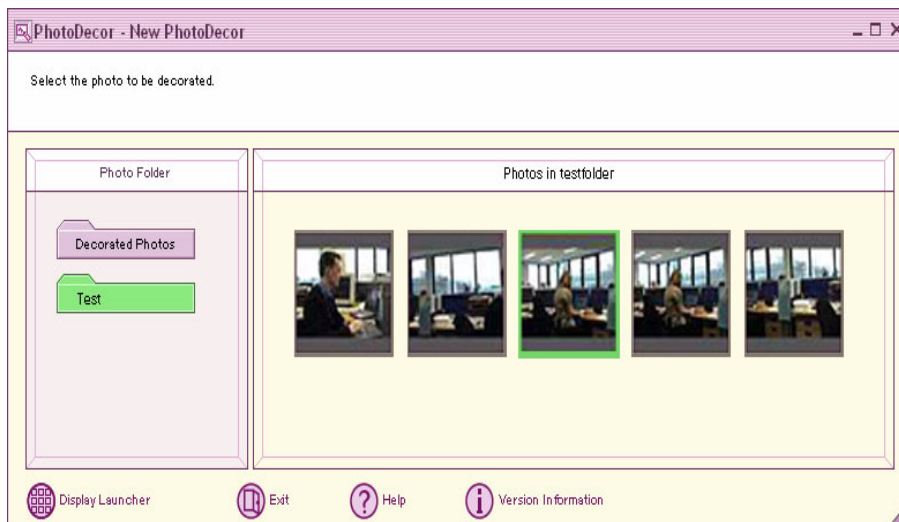 PhotoDecor - New PhotoDecor
Select the photo to be decorated.
Photo Folder
Photos in testfolder
Decorated Photos
Test
Display Launcher
Exit
Help
Version Information